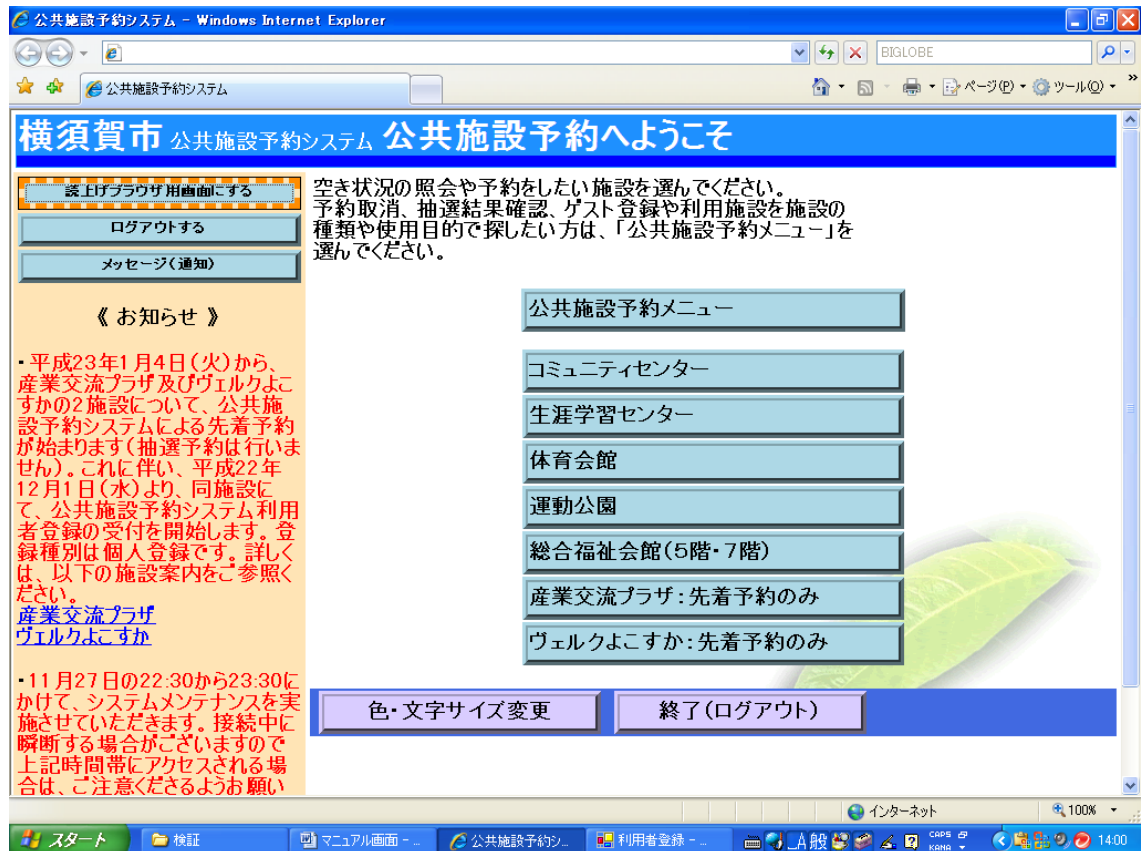 公共施設予約システム - Windows Internet Explorer
BIGLOBE
公共施設予約システム
ページ(P)
ツール(O)
横須賀市 公共施設予約システム 公共施設予約へようこそ
読上げブラウザ用画面にする
ログアウトする
メッセージ(通知)
《 お知らせ 》
・平成23年1月4日(火)から、
産業交流プラザ及びヴェルクよこ
すかの2施設について、公共施
設予約システムによる先着予約
が始まります(抽選予約は行いま
せん)。これに伴い、平成22年
12月1日(水)より、同施設に
て、公共施設予約システム利用
者登録の受付を開始します。登
録種別は個人登録です。詳しく
は、以下の施設案内をご参照く
ださい。
産業交流プラザ
ヴェルクよこすか
・11月27日の22:30から23:30に
かけて、システムメンテナンスを実
施させていただきます。接続中に
瞬断する場合がございますので
上記時間帯にアクセスされる場
合は、ご注意くださるようお願い
空き状況の照会や予約をしたい施設を選んでください。
予約取消、抽選結果確認、ゲスト登録や利用施設を施設の
種類や使用目的で探したい方は、「公共施設予約メニュー」を
選んでください。
公共施設予約メニュー
コミュニティセンター
生涯学習センター
体育会館
運動公園
総合福祉会館(5階・7階)
産業交流プラザ:先着予約のみ
ヴェルクよこすか:先着予約のみ
色・文字サイズ変更
終了(ログアウト)
インターネット
100%
スタート
検証
マニュアル画面 - ...
公共施設予約シ...
利用者登録 - ...
A般
CAPS
KANA
14:00